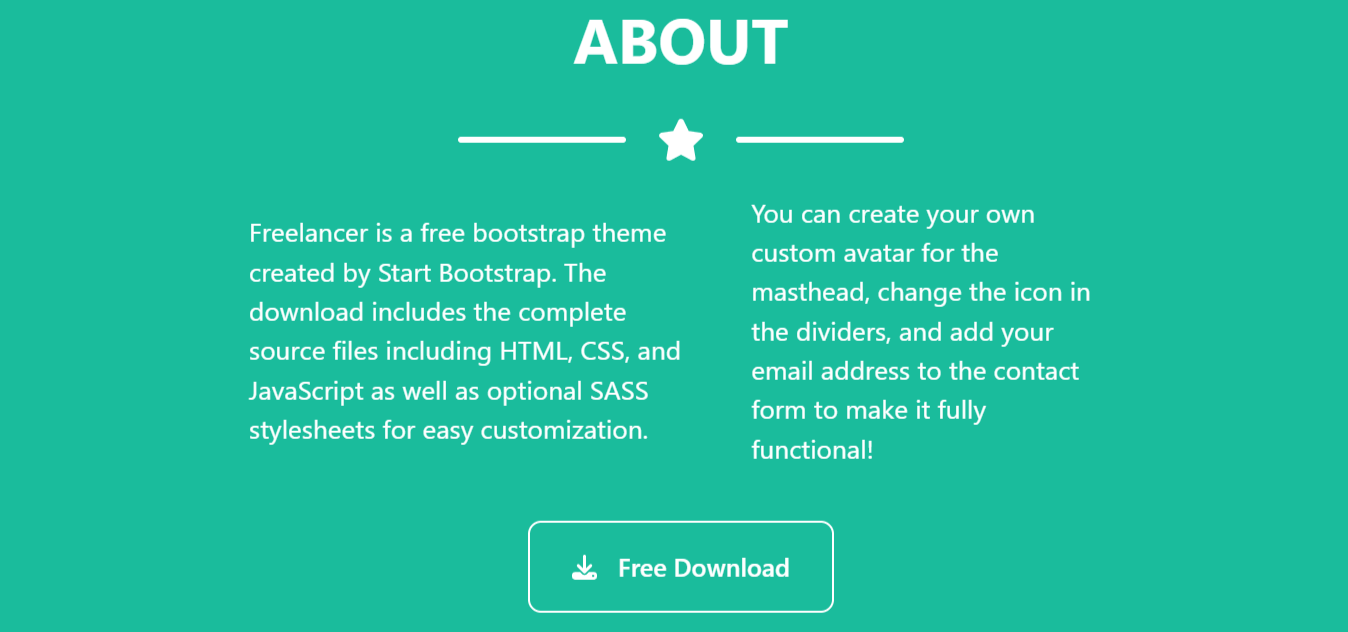 ABOUT
Freelancer is a free bootstrap theme
created by Start Bootstrap. The
download includes the complete
source files including HTML, CSS, and
JavaScript as well as optional SASS
stylesheets for easy customization.
You can create your own
custom avatar for the
masthead, change the icon in
the dividers, and add your
email address to the contact
form to make it fully
functional!
Free Download